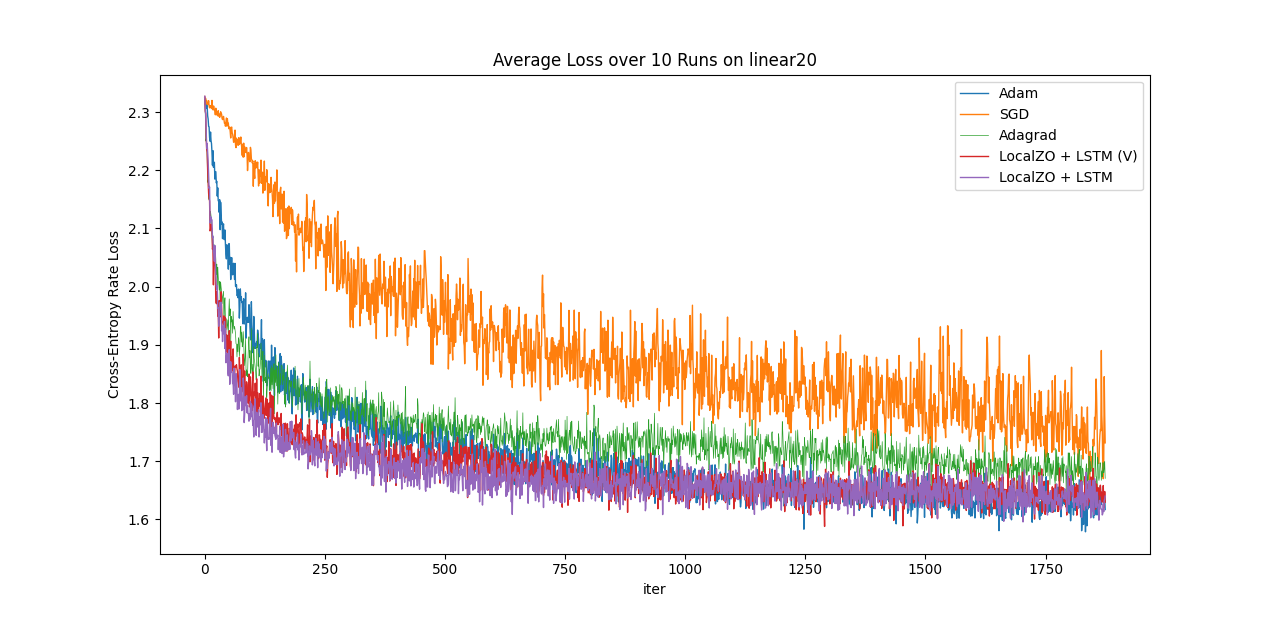 Average Loss over 10 Runs on linear20
Cross-Entropy Rate Loss
2.3
2.2
2.1
2.0
1.9
1.8
1.7
1.6
Adam
SGD
Adagrad
LocalZO + LSTM (V)
LocalZO + LSTM
0 250 500 750 1000 1250 1500 1750
iter